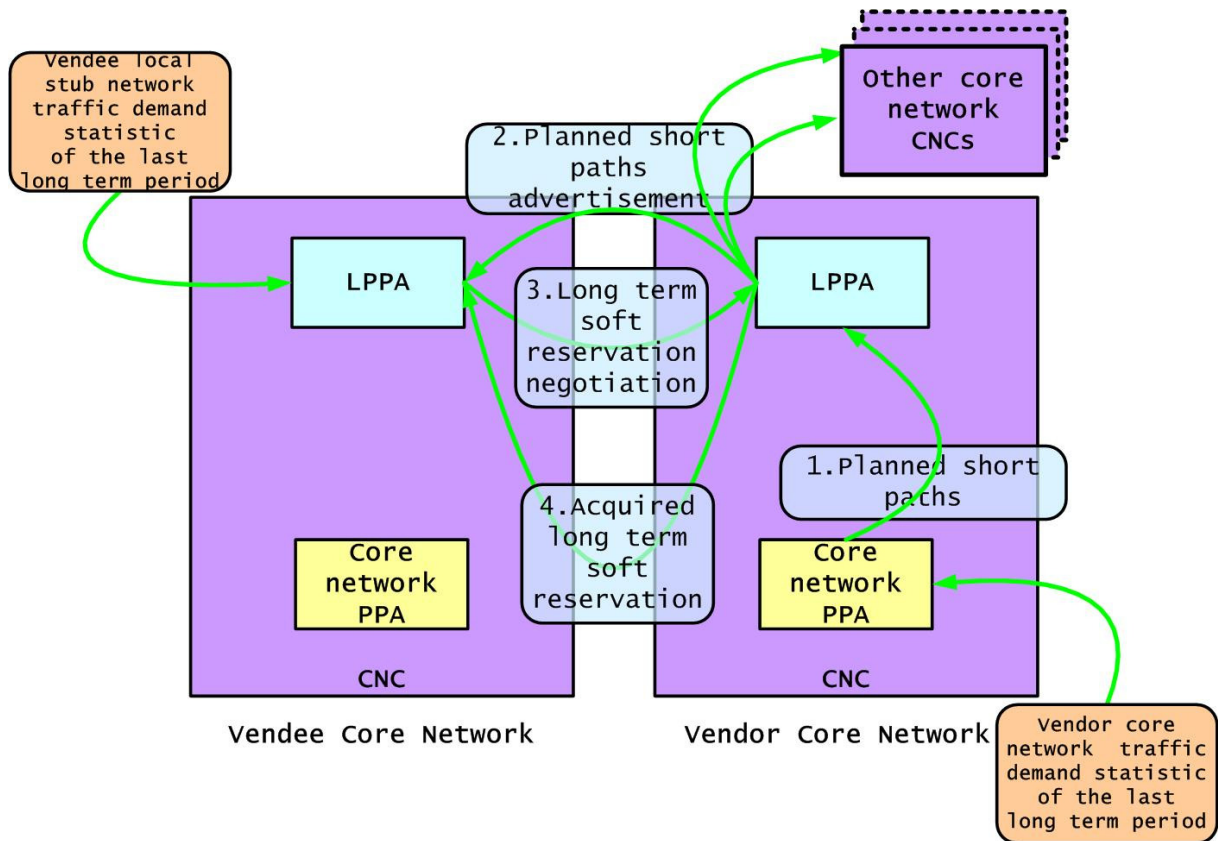 Vendee local
stub network
traffic demand
statistic
of the last
long term period
Other core
network
CNCs
2.Planned short
paths
advertisement
LPPA
3.Long term
soft
reservation
negotiation
LPPA
1.Planned short
paths
4.Acquired
long term
soft
reservation
Core
network
PPA
Core
network
PPA
CNC
CNC
Vendee Core Network
Vendor Core Network
Vendor core
network traffic
demand statistic
of the last
long term period